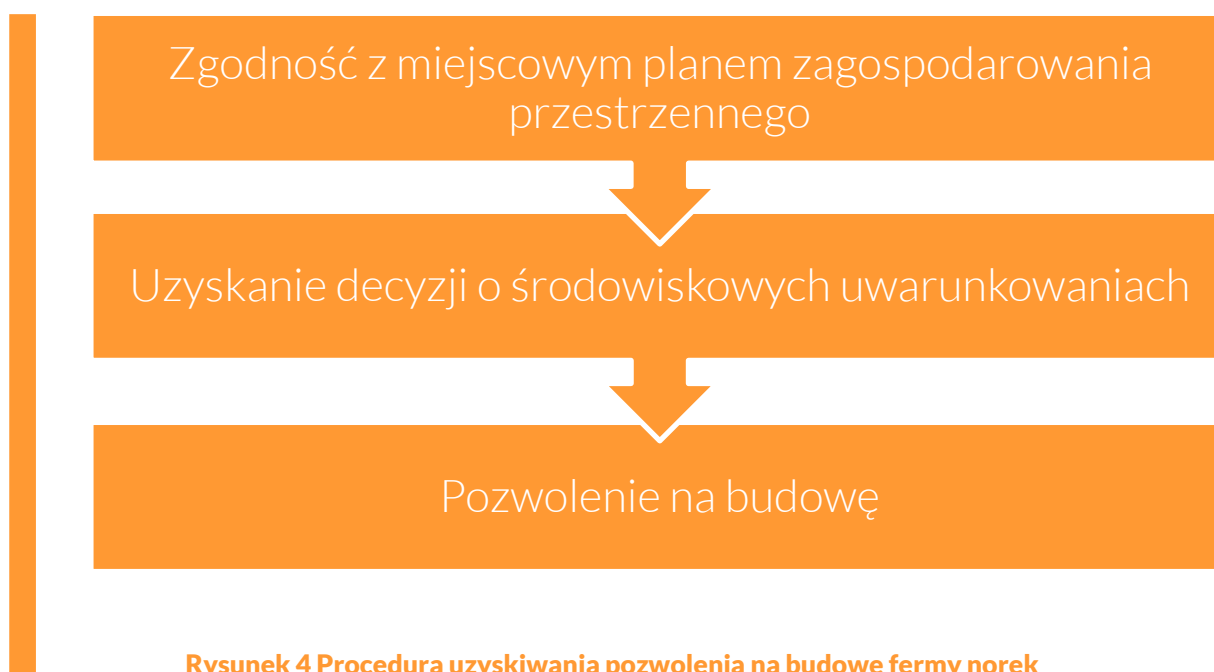 Zgodność z miejscowym planem zagospodarowania
przestrzennego
Uzyskanie decyzji o środowiskowych uwarunkowaniach
Pozwolenie na budowę
Rysunek 4 Procedura uzyskiwania pozwolenia na budowę fermy norek